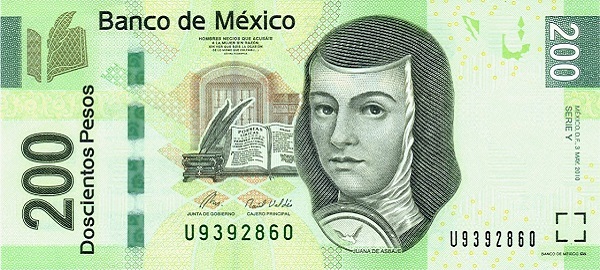 Banco de México
HOMBRES NECIOS QUE ACUSÁIS
A LA MUJER SIN RAZÓN,
SIN VER QUE SOIS LA OCASIÓN
DE LO MISMO QUE CULPÁIS
200
Doscientos Pesos
200
MÉXICO, D.F., 3 MAY. 2010
SERIE Y
JUNTA DE GOBIERNO
CAJERO PRINCIPAL
U9392860
JUANA DE ASBAJE
U9392860
BANCO DE MÉXICO